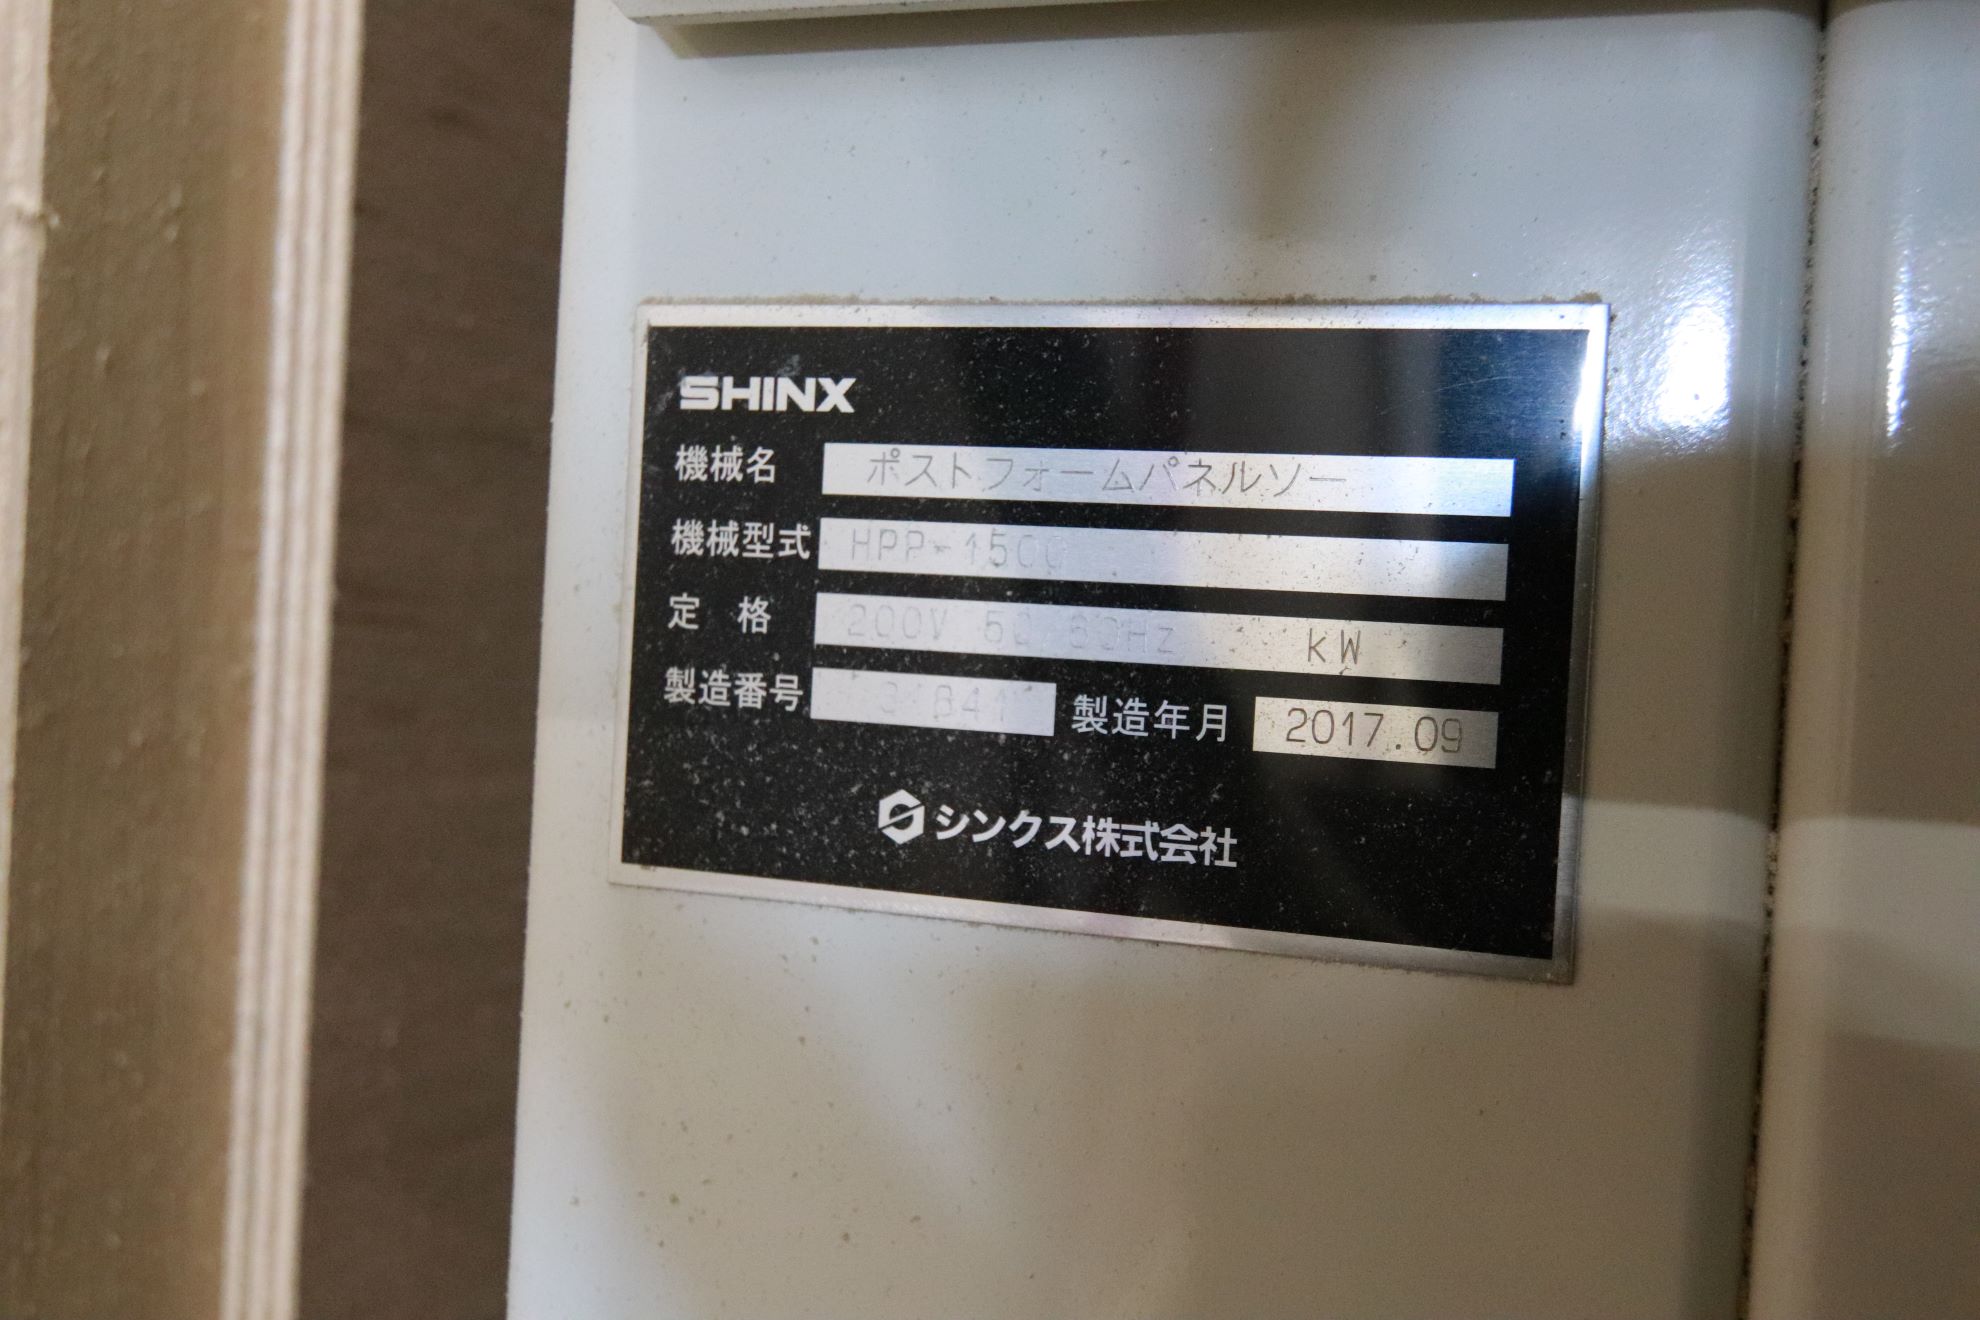 SHINX
機械名 ポストフォームパネルソー
機械型式 HPP-1500
定 格 200V 50/60Hz kW
製造番号 製造年月 2017.09
シンクス株式会社